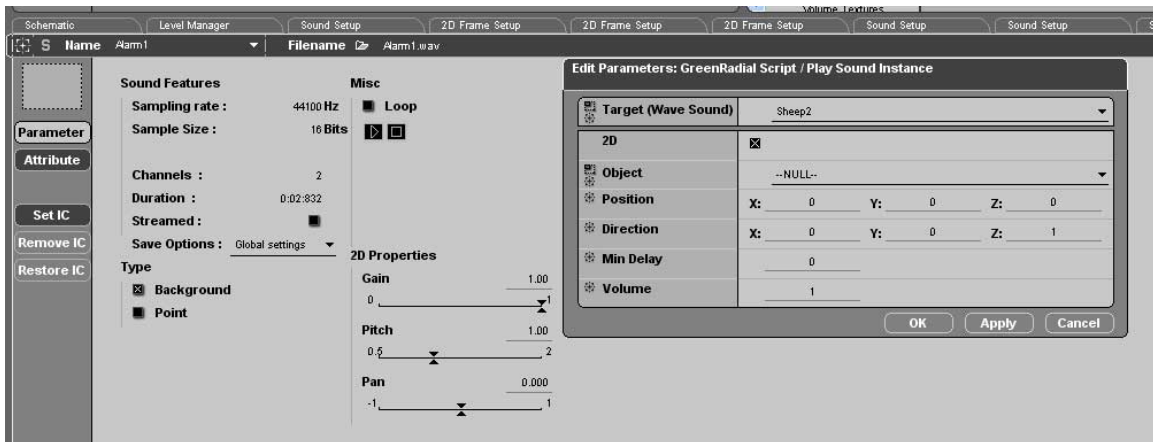 Volume Textures
Schematic Level Manager Sound Setup 2D Frame Setup 2D Frame Setup 2D Frame Setup Sound Setup Sound Setup S
S Name Alarm1 Filename Alarm1.wav
Parameter
Attribute
Set IC
Remove IC
Restore IC
Sound Features
Sampling rate : 44100 Hz
Sample Size : 16 Bits
Channels : 2
Duration : 0:02:832
Streamed :
Save Options : Global settings
Type
Background
Point
Misc
Loop
2D Properties
Gain 1.00
0 1
Pitch 1.00
0.5 2
Pan 0.000
-1 1
Edit Parameters: GreenRadial Script / Play Sound Instance
Target (Wave Sound) Sheep2
2D
Object --NULL--
Position X: 0 Y: 0 Z: 0
Direction X: 0 Y: 0 Z: 1
Min Delay 0
Volume 1
OK Apply Cancel